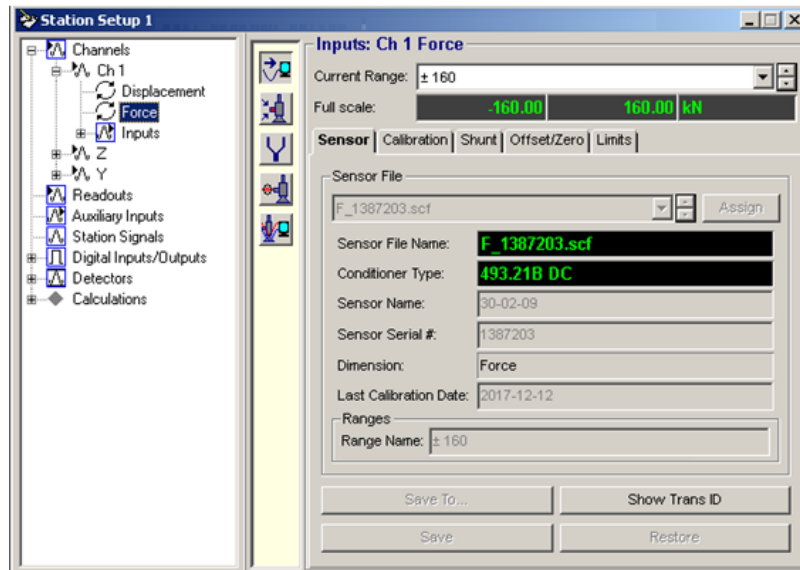 Station Setup 1
Channels
Ch 1
Displacement
Force
Inputs
Z
Y
Readouts
Auxiliary Inputs
Station Signals
Digital Inputs/Outputs
Detectors
Calculations
Inputs: Ch 1 Force
Current Range: ± 160
Full scale: -160.00 160.00 kN
Sensor Calibration Shunt Offset/Zero Limits
Sensor File
F_1387203.scf Assign
Sensor File Name: F_1387203.scf
Conditioner Type: 493.21B DC
Sensor Name: 30-02-09
Sensor Serial #: 1387203
Dimension: Force
Last Calibration Date: 2017-12-12
Ranges
Range Name: ± 160
Save To... Show Trans ID
Save Restore